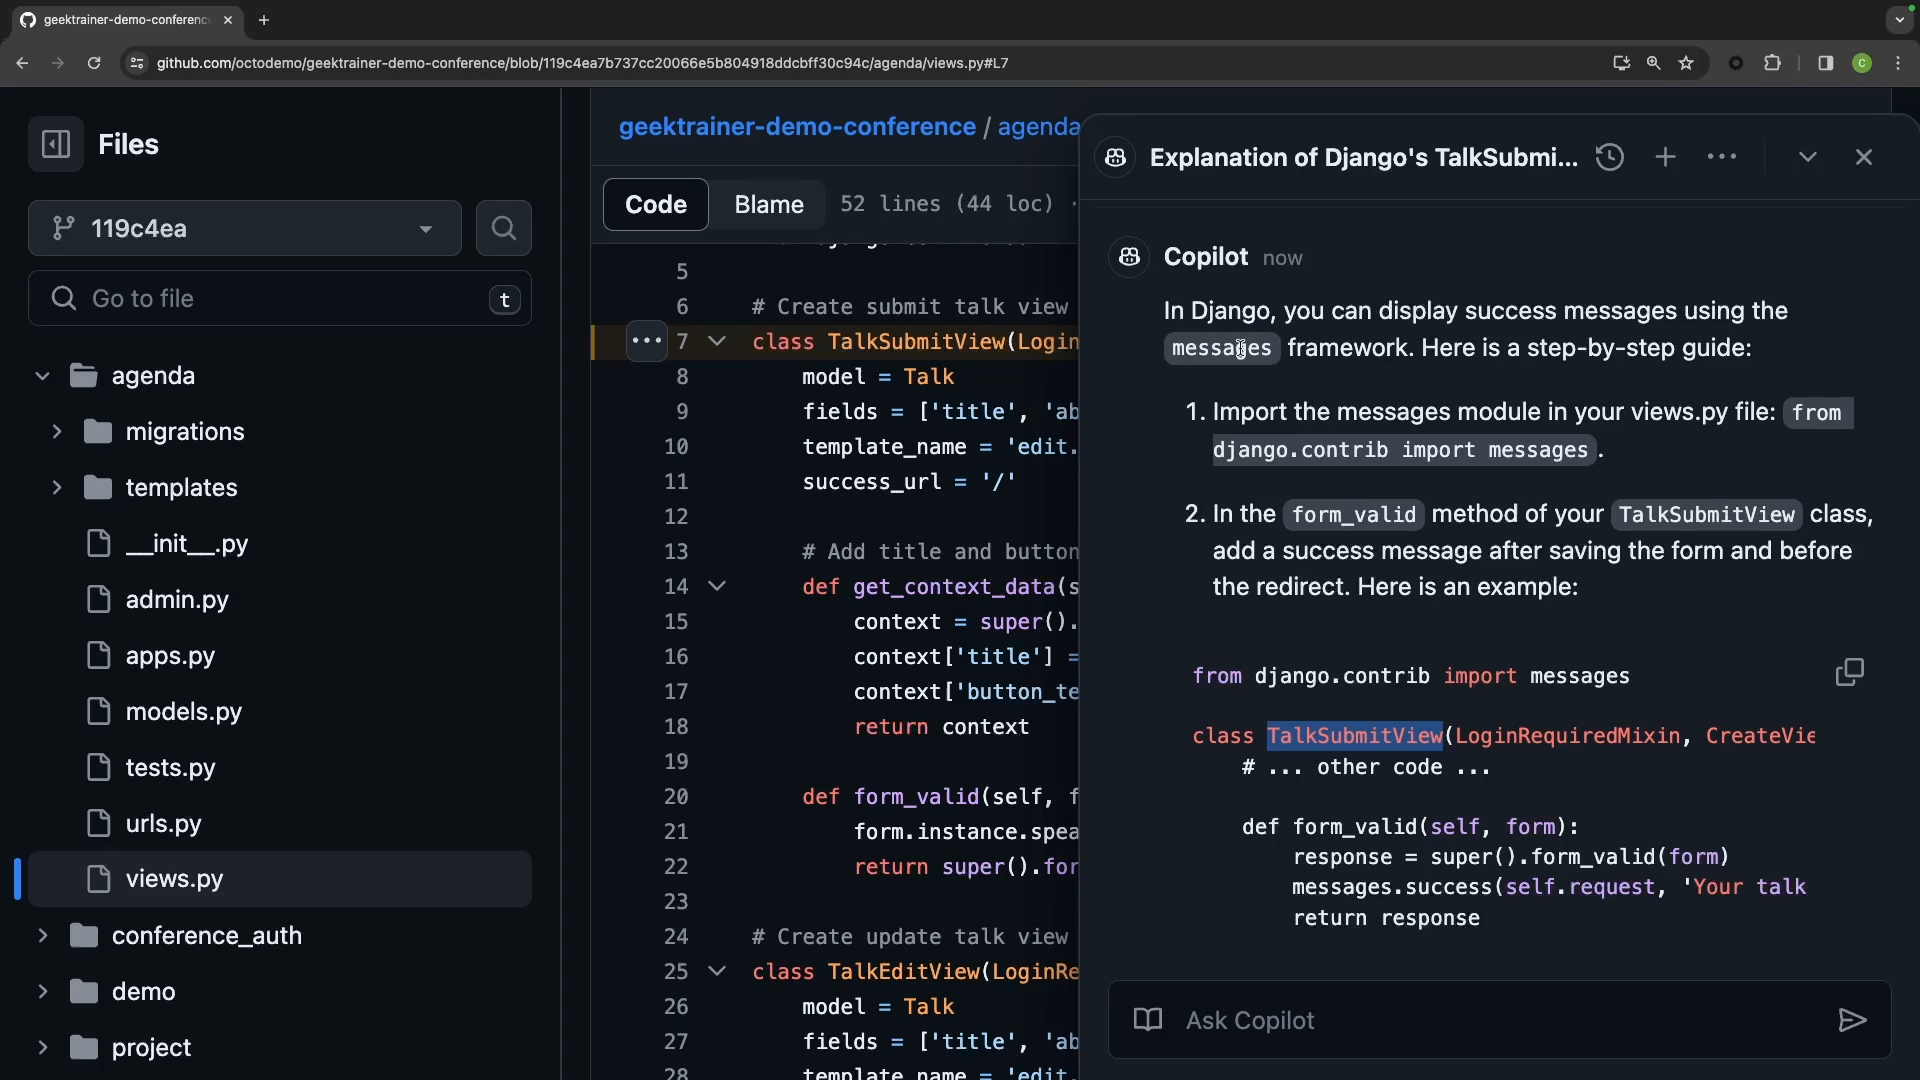 geektrainer-demo-conferenc
github.com/octodemo/geektrainer-demo-conference/blob/119c4ea7b737cc20066e5b804918ddcbff30c94c/agenda/views.py#L7
C
Files
119c4ea
Go to file
t
agenda
migrations
templates
__init__.py
admin.py
apps.py
models.py
tests.py
urls.py
views.py
conference_auth
demo
project
geektrainer-demo-conference / agenda
Code Blame 52 lines (44 loc) ·
5
6 # Create submit talk view
7 class TalkSubmitView(Login
8 model = Talk
9 fields = ['title', 'ab
10 template_name = 'edit.
11 success_url = '/'
12
13 # Add title and button
14 def get_context_data(s
15 context = super().
16 context['title'] =
17 context['button_te
18 return context
19
20 def form_valid(self, f
21 form.instance.spea
22 return super().for
23
24 # Create update talk view
25 class TalkEditView(LoginRe
26 model = Talk
27 fields = ['title', 'ab
28 template_name = 'edit.
Explanation of Django's TalkSubmi...
Copilot now
In Django, you can display success messages using the
messages framework. Here is a step-by-step guide:
1. Import the messages module in your views.py file: from
django.contrib import messages .
2. In the form_valid method of your TalkSubmitView class,
add a success message after saving the form and before
the redirect. Here is an example:
from django.contrib import messages
class TalkSubmitView(LoginRequiredMixin, CreateVie
# ... other code ...
def form_valid(self, form):
response = super().form_valid(form)
messages.success(self.request, 'Your talk
return response
Ask Copilot